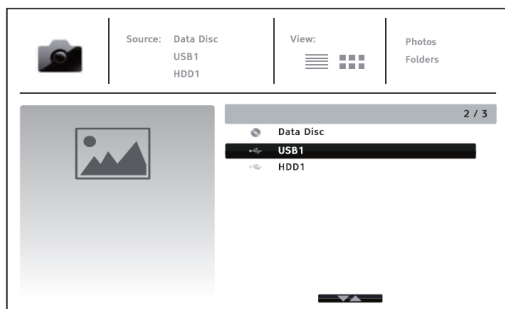 Source: Data Disc
USB1
HDD1
View:
Photos
Folders
2 / 3
Data Disc
USB1
HDD1